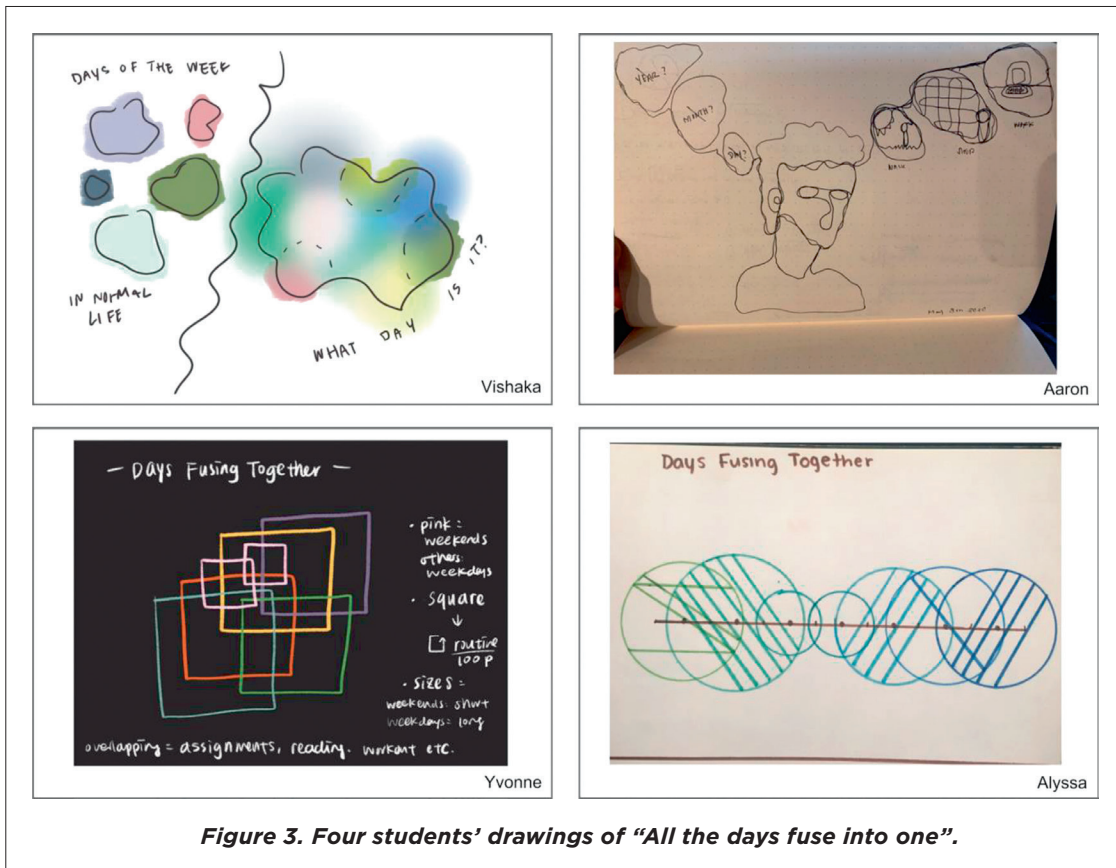 DAYS OF THE WEEK
IN NORMAL
LIFE
WHAT DAY IS IT?
Vishaka
YEAR?
MONTH?
DAY?
WORK
Aaron
— Days Fusing Together —
• pink =
weekends
others:
weekdays
• square
↓
routine
loop
• sizes =
weekends: short
weekdays = long
overlapping = assignments, reading. workout etc.
Yvonne
Days Fusing Together
Alyssa
Figure 3. Four students’ drawings of “All the days fuse into one”.